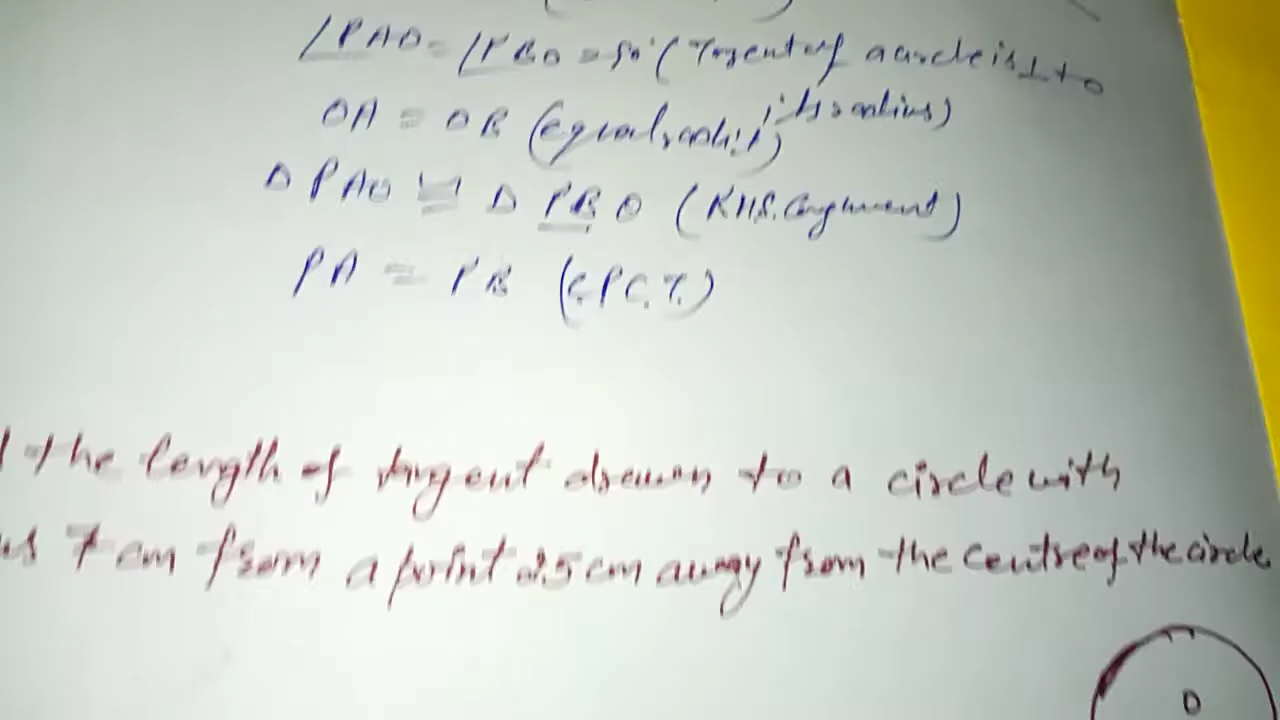 ∠PAO = ∠PBO = 90° (Tangent of a circle is ⊥ to
its radius)
OA = OB (equal radii)
Δ PAO ≅ Δ PBO (RHS. Congruent)
PA = PB (C.P.C.T.)
the length of tangent drawn to a circle with
7 cm from a point 25 cm away from the centre of the circle.
O